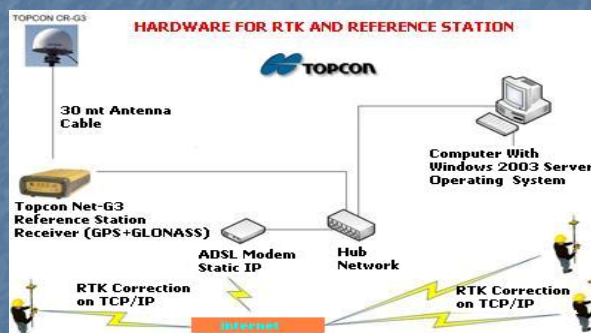 TOPCON CR-G3
HARDWARE FOR RTK AND REFERENCE STATION
TOPCON
30 mt Antenna
Cable
Computer With
Windows 2003 Server
Operating System
Topcon Net-G3
Reference Station
Receiver (GPS+GLONASS)
ADSL Modem
Static IP
Hub
Network
RTK Correction
on TCP/IP
RTK Correction
on TCP/IP
internet